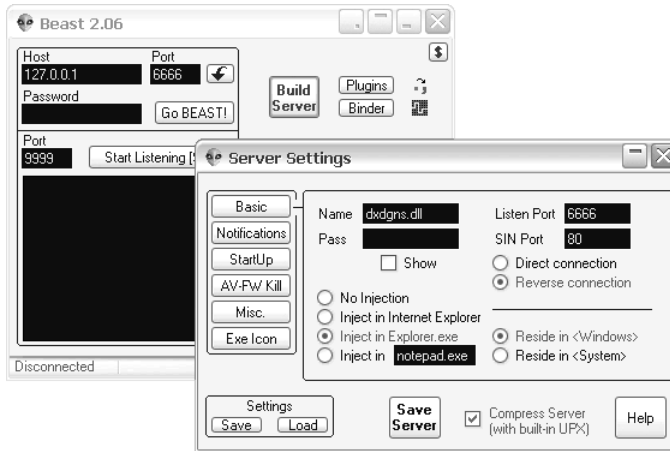 Beast 2.06
Host Port
127.0.0.1 6666
Password
Go BEAST!
Build Server
Plugins
Binder
$
Port
9999 Start Listening [S
Disconnected
Server Settings
Basic
Notifications
StartUp
AV-FW Kill
Misc.
Exe Icon
Name dxdgns.dll
Pass
Show
Listen Port 6666
SIN Port 80
Direct connection
Reverse connection
No Injection
Inject in Internet Explorer
Inject in Explorer.exe
Inject in notepad.exe
Reside in <Windows>
Reside in <System>
Settings
Save Load
Save Server
Compress Server
(with built-in UPX)
Help